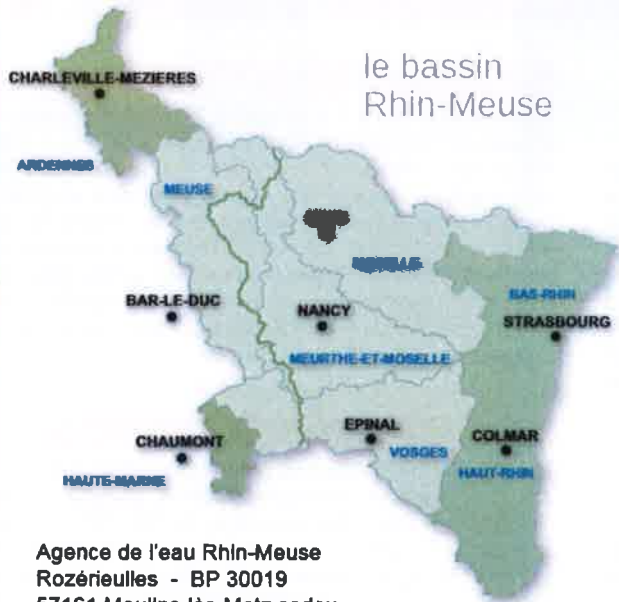 le bassin
Rhin-Meuse
CHARLEVILLE-MEZIERES
ARDENNES
MEUSE
BAS-RHIN
BAR-LE-DUC
NANCY
STRASBOURG
MEURTHE-ET-MOSELLE
EPINAL
CHAUMONT
VOSGES
COLMAR
HAUTE-MARNE
HAUT-RHIN
Agence de l'eau Rhin-Meuse
Rozérieulles - BP 30019